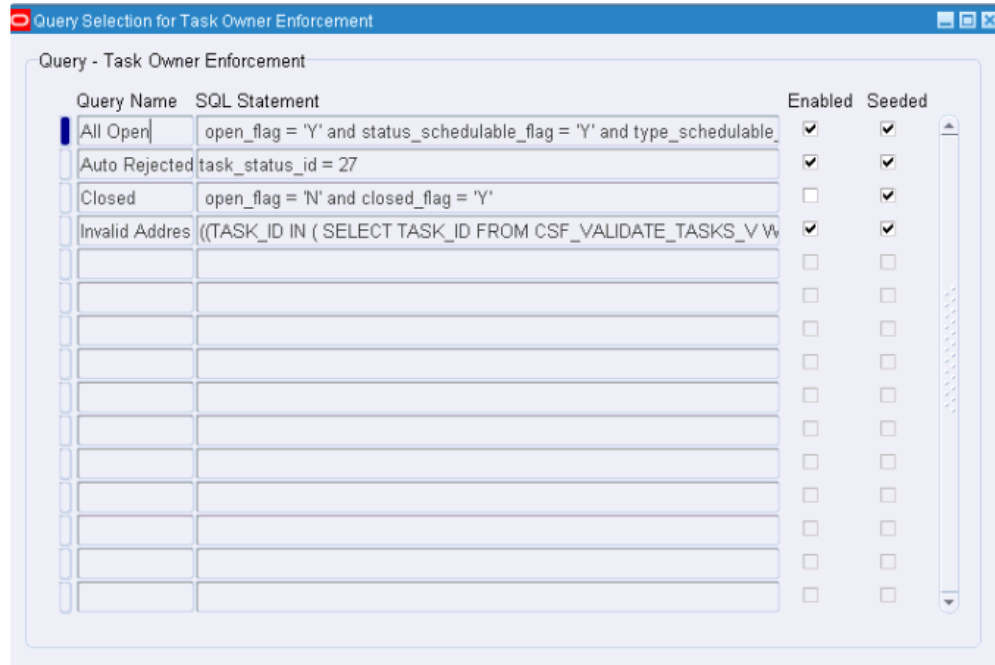 Query Selection for Task Owner Enforcement
Query - Task Owner Enforcement
Query Name SQL Statement Enabled Seeded
All Open open_flag = 'Y' and status_schedulable_flag = 'Y' and type_schedulable_
Auto Rejected task_status_id = 27
Closed open_flag = 'N' and closed_flag = 'Y'
Invalid Addres ((TASK_ID IN ( SELECT TASK_ID FROM CSF_VALIDATE_TASKS_V W